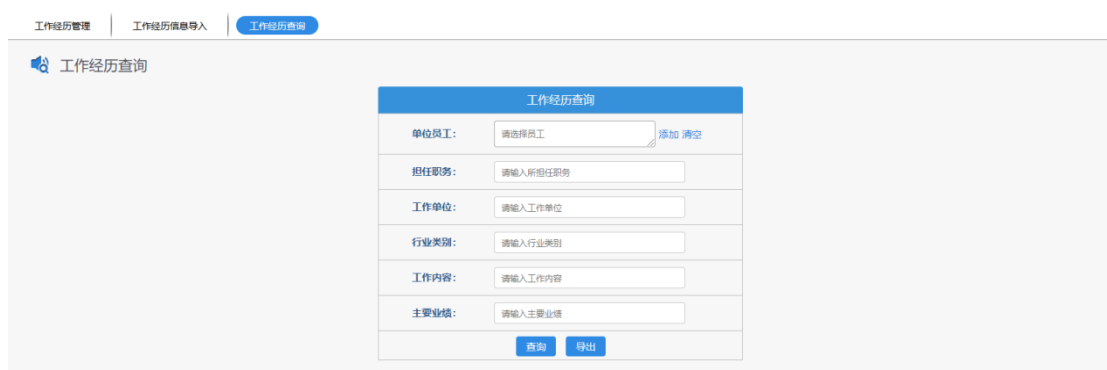 工作经历管理 工作经历信息导入 工作经历查询
工作经历查询
工作经历查询
单位员工： 请选择员工 添加 清空
担任职务： 请输入所担任职务
工作单位： 请输入工作单位
行业类别： 请输入行业类别
工作内容： 请输入工作内容
主要业绩： 请输入主要业绩
查询 导出